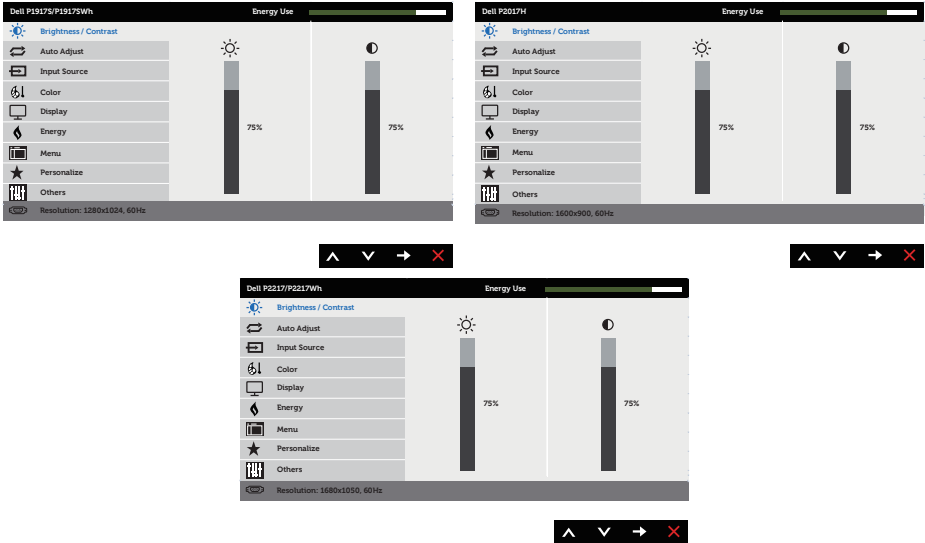 Dell P1917S/P1917SWh Energy Use
Brightness / Contrast
Auto Adjust
Input Source
Color
Display
Energy
Menu
Personalize
Others
75% 75%
Resolution: 1280x1024, 60Hz
Dell P2017H Energy Use
Brightness / Contrast
Auto Adjust
Input Source
Color
Display
Energy
Menu
Personalize
Others
75% 75%
Resolution: 1600x900, 60Hz
Dell P2217/P2217Wh Energy Use
Brightness / Contrast
Auto Adjust
Input Source
Color
Display
Energy
Menu
Personalize
Others
75% 75%
Resolution: 1680x1050, 60Hz